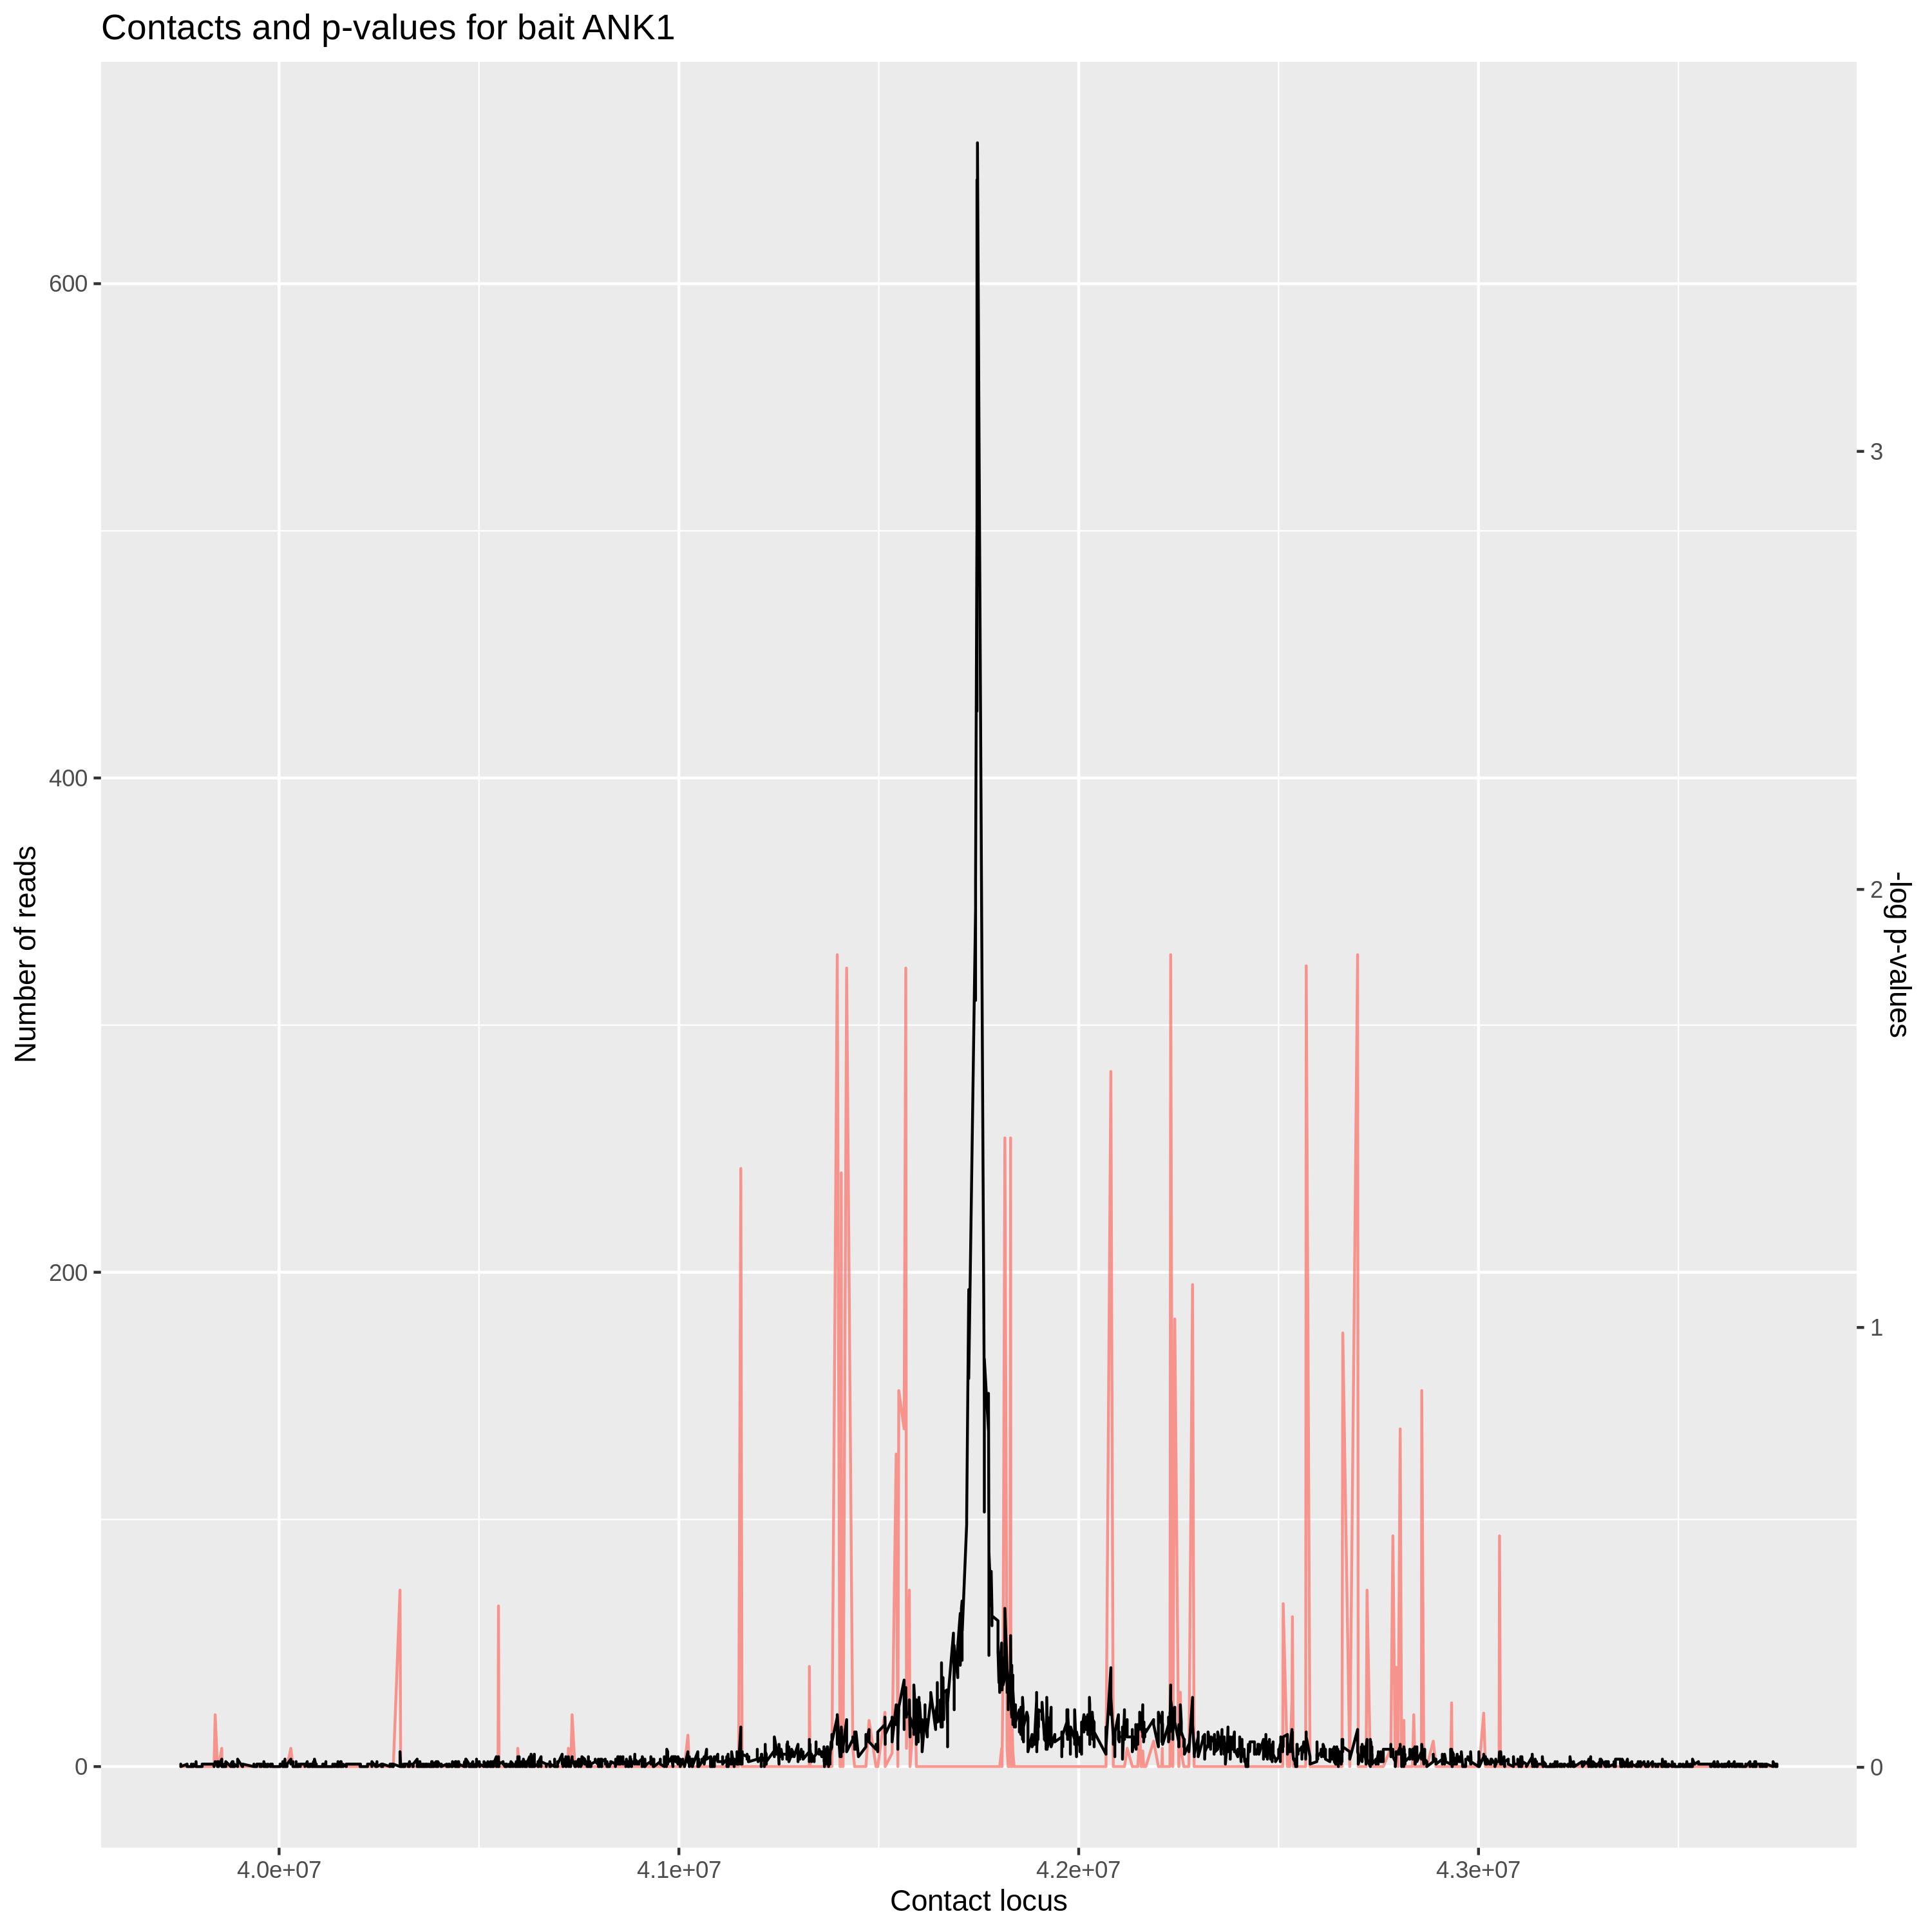 Contacts and p-values for bait ANK1
600
400
200
0
Number of reads
3
2
1
0
-log p-values
4.0e+07
4.1e+07
4.2e+07
4.3e+07
Contact locus